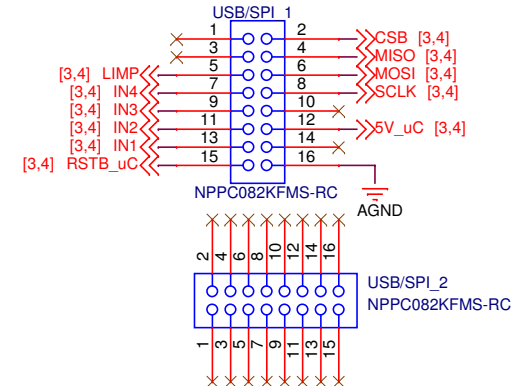 USB/SPI_1
1 2 CSB [3,4]
3 4 MISO [3,4]
[3,4] LIMP 5 6 MOSI [3,4]
[3,4] IN4 7 8 SCLK [3,4]
[3,4] IN3 9 10
[3,4] IN2 11 12 5V_uC [3,4]
[3,4] IN1 13 14
[3,4] RSTB_uC 15 16
NPPC082KFMS-RC
AGND
2 4 6 8 10 12 14 16
USB/SPI_2
NPPC082KFMS-RC
1 3 5 7 9 11 13 15